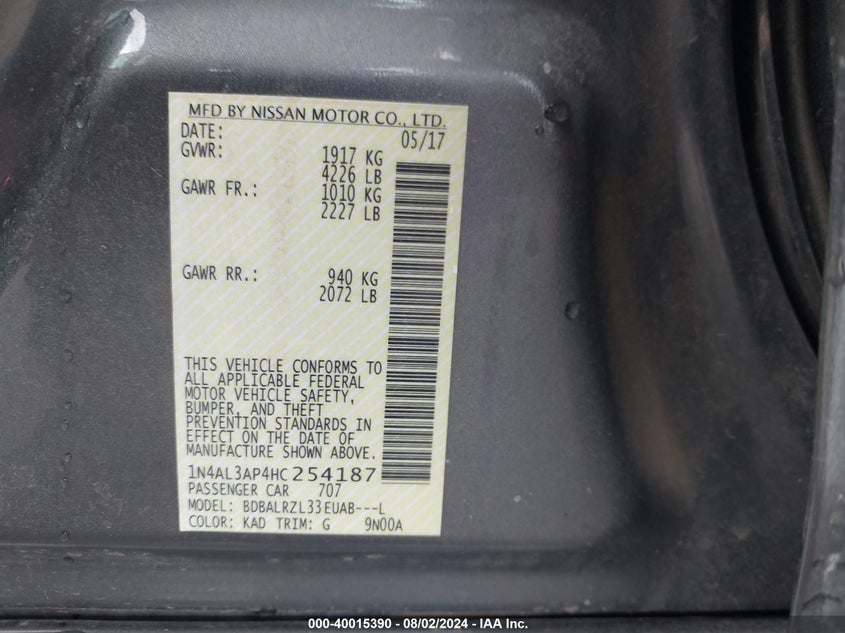 MFD BY NISSAN MOTOR CO., LTD.
DATE: 05/17
GVWR: 1917 KG
4226 LB
GAWR FR.: 1010 KG
2227 LB
GAWR RR.: 940 KG
2072 LB
THIS VEHICLE CONFORMS TO
ALL APPLICABLE FEDERAL
MOTOR VEHICLE SAFETY,
BUMPER, AND THEFT
PREVENTION STANDARDS IN
EFFECT ON THE DATE OF
MANUFACTURE SHOWN ABOVE.
1N4AL3AP4HC254187
PASSENGER CAR 707
MODEL: BDBALRZL33EUAB---L
COLOR: KAD TRIM: G 9N00A
000-40015390 - 08/02/2024 - IAA Inc.